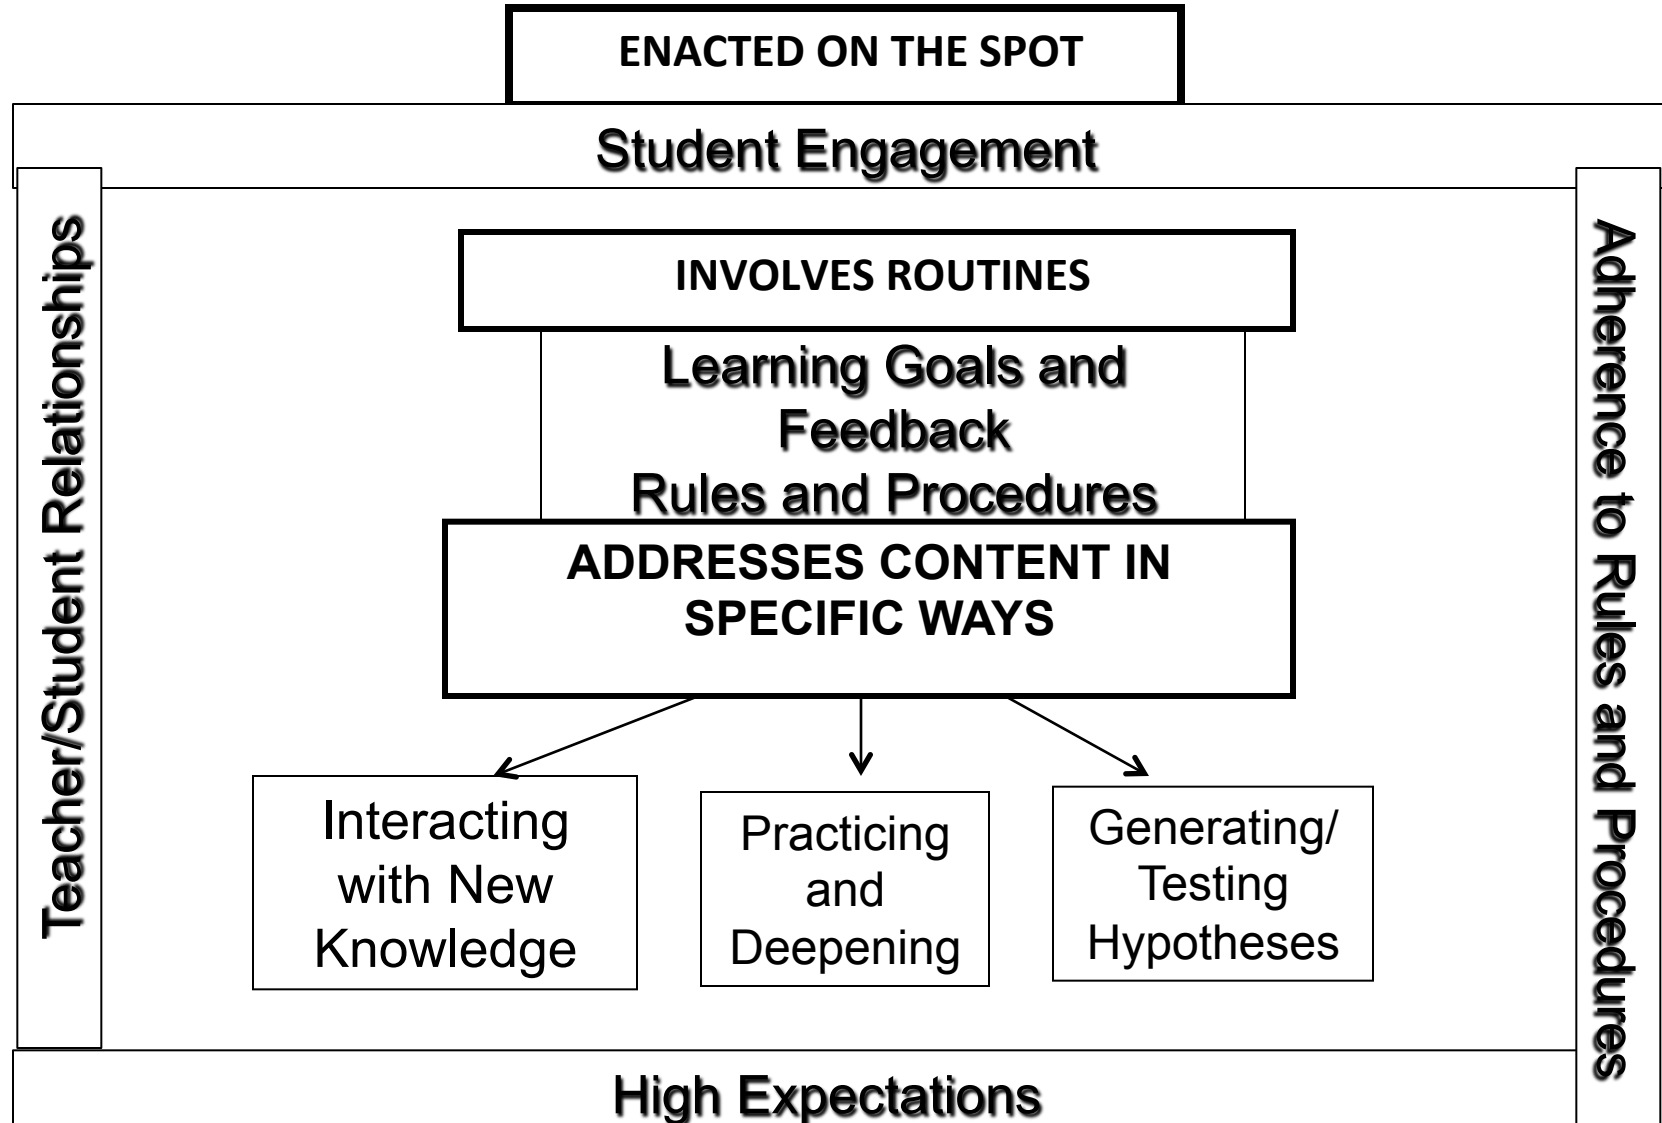 ENACTED ON THE SPOT
Student Engagement
Teacher/Student Relationships
INVOLVES ROUTINES
Learning Goals and
Feedback
Rules and Procedures
ADDRESSES CONTENT IN
SPECIFIC WAYS
Interacting
with New
Knowledge
Practicing
and
Deepening
Generating/
Testing
Hypotheses
Adherence to Rules and Procedures
High Expectations